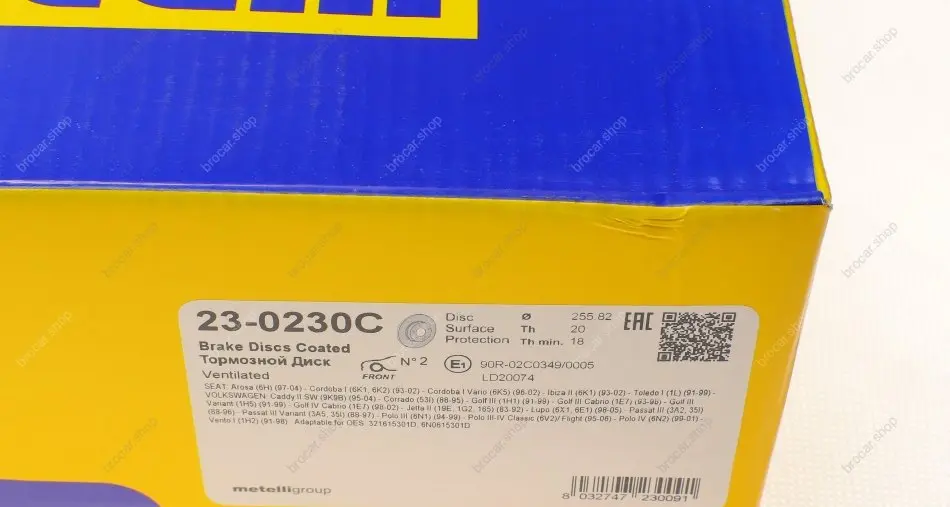 23-0230C
Brake Discs Coated
Тормозной Диск
Ventilated
FRONT
N° 2
Disc
Surface
Protection
Ø 255.82
Th 20
Th min. 18
EAC
E1 90R-02C0349/0005
LD20074
SEAT: Arosa (6H) (97-04) - Cordoba I (6K1, 6K2) (93-02) - Cordoba I Vario (6K5) (96-02) - Ibiza II (6K1) (93-02) - Toledo I (1L) (91-99) -
VOLKSWAGEN: Caddy II SW (9K9B) (95-04) - Corrado (53I) (88-95) - Golf III (1H1) (91-98) - Golf III Cabrio (1E7) (93-98) - Golf III
Variant (1H5) (91-99) - Golf IV Cabrio (1E7) (98-02) - Jetta II (19E, 1G2, 165) (83-92) - Lupo (6X1, 6E1) (98-05) - Passat III (3A2, 35I)
(88-96) - Passat III Variant (3A5, 35I) (88-97) - Polo III (6N1) (94-99) - Polo III-IV Classic (6V2)/ Flight (95-06) - Polo IV (6N2) (99-01) -
Vento I (1H2) (91-98) Adaptable for OES: 321615301D, 6N0615301D
metelligroup
8 032747 230091
brocar.shop